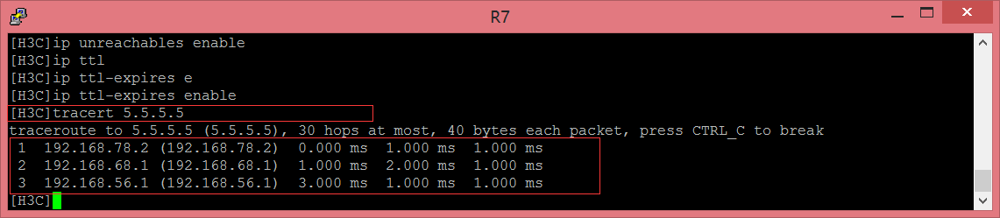 R7
[H3C]ip unreachables enable
[H3C]ip ttl
[H3C]ip ttl-expires e
[H3C]ip ttl-expires enable
[H3C]tracert 5.5.5.5
traceroute to 5.5.5.5 (5.5.5.5), 30 hops at most, 40 bytes each packet, press CTRL_C to break
1  192.168.78.2 (192.168.78.2)  0.000 ms  1.000 ms  1.000 ms
2  192.168.68.1 (192.168.68.1)  1.000 ms  2.000 ms  1.000 ms
3  192.168.56.1 (192.168.56.1)  3.000 ms  1.000 ms  1.000 ms
[H3C]